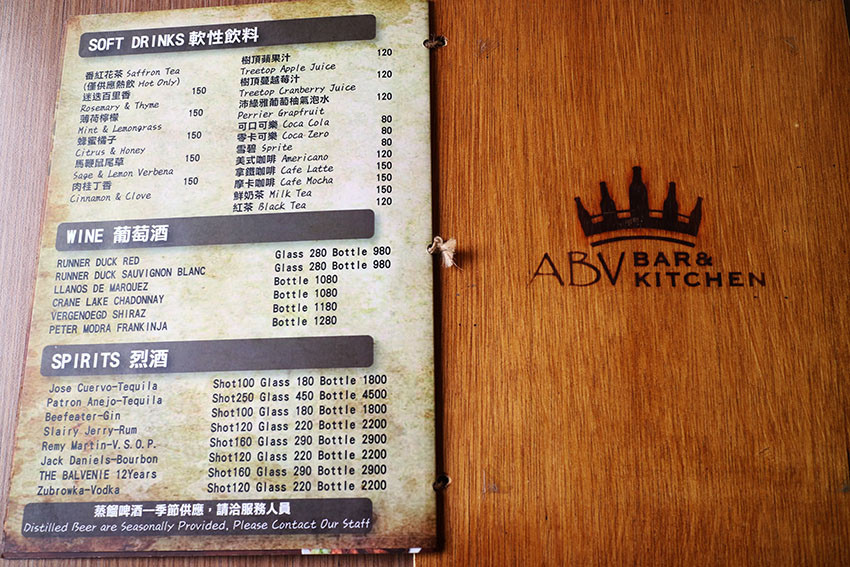 SOFT DRINKS 軟性飲料
番紅花茶 Saffron Tea
(僅供應熱飲 Hot Only)
迷迭百里香 150
Rosemary & Thyme
薄荷檸檬 150
Mint & Lemongrass
蜂蜜橘子 150
Citrus & Honey
馬鞭鼠尾草 150
Sage & Lemon Verbena
肉桂丁香 150
Cinnamon & Clove
樹頂蘋果汁 120
Treetop Apple Juice
樹頂蔓越莓汁 120
Treetop Cranberry Juice
沛綠雅葡萄柚氣泡水 120
Perrier Grapfruit
可口可樂 Coca Cola 80
零卡可樂 Coca Zero 80
雪碧 Sprite 80
美式咖啡 Americano 120
拿鐵咖啡 Cafe Latte 150
摩卡咖啡 Cafe Mocha 150
鮮奶茶 Milk Tea 150
紅茶 Black Tea 120
WINE 葡萄酒
RUNNER DUCK RED Glass 280 Bottle 980
RUNNER DUCK SAUVIGNON BLANC Glass 280 Bottle 980
LLANOS DE MARQUEZ Bottle 1080
CRANE LAKE CHADONNAY Bottle 1080
VERGENOEGD SHIRAZ Bottle 1180
PETER MODRA FRANKINJA Bottle 1280
SPIRITS 烈酒
Jose Cuervo-Tequila Shot100 Glass 180 Bottle 1800
Patron Anejo-Tequila Shot250 Glass 450 Bottle 4500
Beefeater-Gin Shot100 Glass 180 Bottle 1800
Slairy Jerry-Rum Shot120 Glass 220 Bottle 2200
Remy Martin-V.S.O.P. Shot160 Glass 290 Bottle 2900
Jack Daniels-Bourbon Shot120 Glass 220 Bottle 2200
THE BALVENIE 12Years Shot160 Glass 290 Bottle 2900
Zubrowka-Vodka Shot120 Glass 220 Bottle 2200
蒸餾啤酒—季節供應，請洽服務人員
Distilled Beer are Seasonally Provided, Please Contact Our Staff
ABV BAR &
KITCHEN